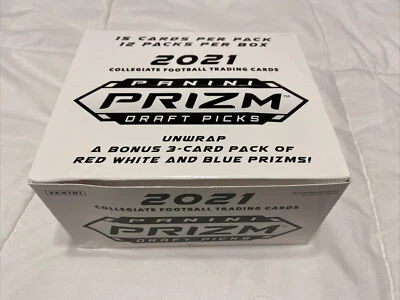 15 CARDS PER PACK
12 PACKS PER BOX
2021
COLLEGIATE FOOTBALL TRADING CARDS
PANINI
PRIZM™
DRAFT PICKS
UNWRAP
A BONUS 3-CARD PACK OF
RED WHITE AND BLUE PRIZMS!
PANINI
2021
COLLEGIATE FOOTBALL TRADING CARDS
PANINI
PRIZM
DRAFT PICKS